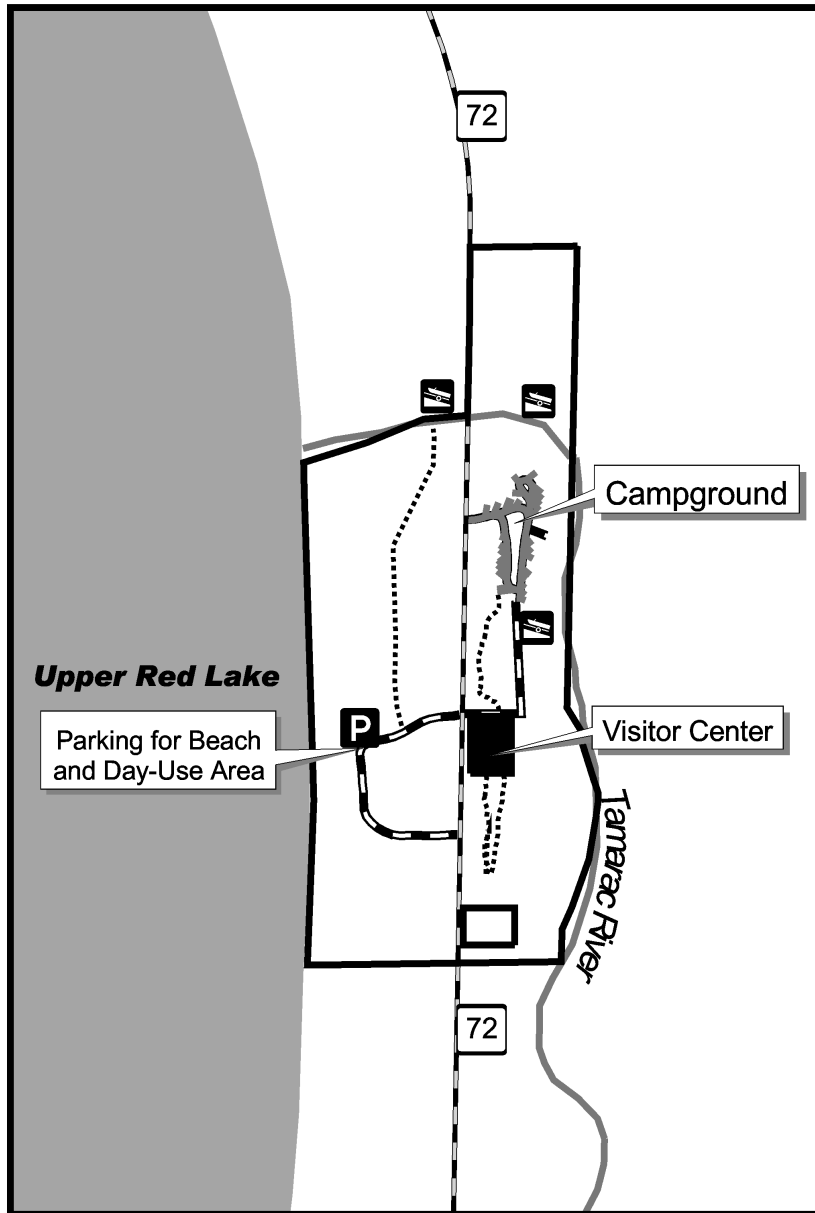 72
Campground
Upper Red Lake
P
Parking for Beach
and Day-Use Area
Visitor Center
Tamarac River
72